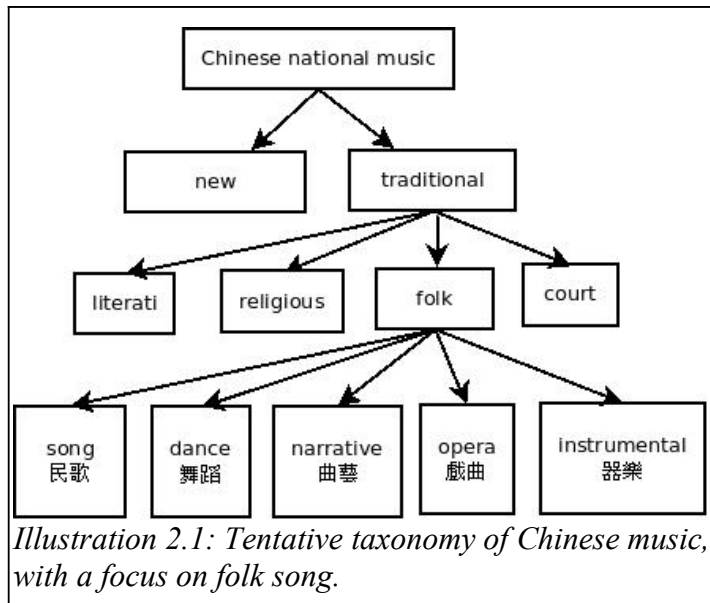 Chinese national music
new
traditional
literati
religious
folk
court
song
民歌
dance
舞蹈
narrative
曲藝
opera
戲曲
instrumental
器樂
Illustration 2.1: Tentative taxonomy of Chinese music,
with a focus on folk song.